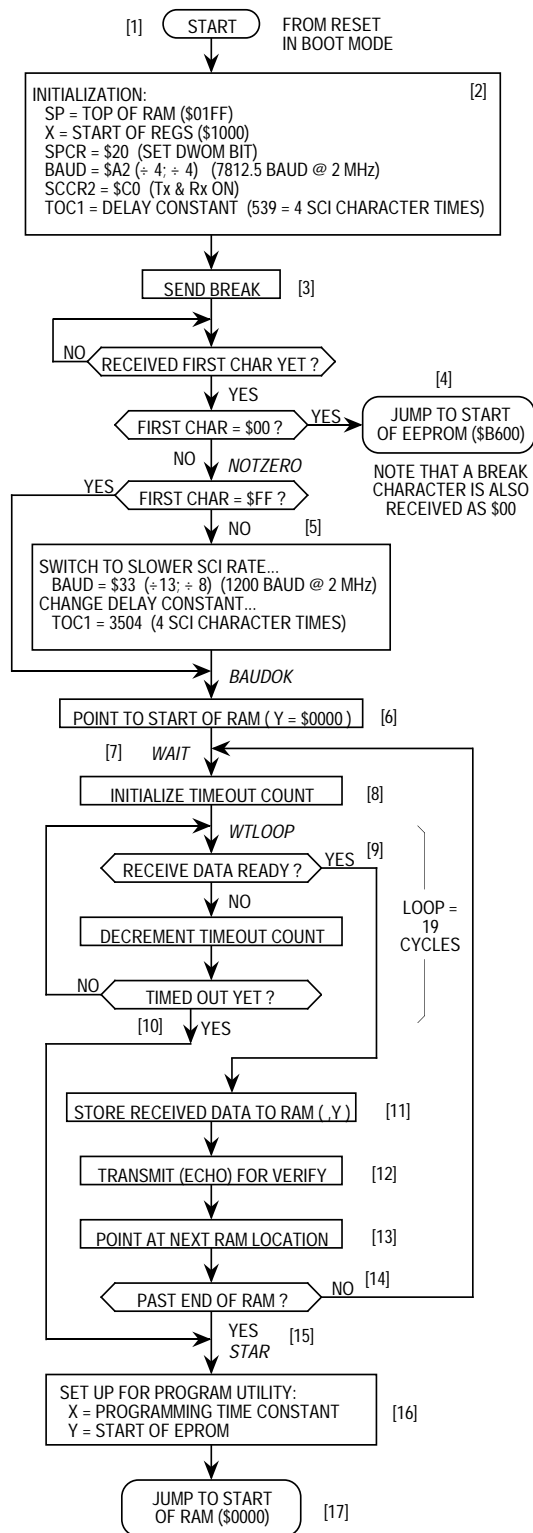 [1]
START
FROM RESET
IN BOOT MODE
INITIALIZATION:
[2]
SP = TOP OF RAM ($01FF)
X = START OF REGS ($1000)
SPCR = $20 (SET DWOM BIT)
BAUD = $A2 (÷ 4; ÷ 4) (7812.5 BAUD @ 2 MHz)
SCCR2 = $C0 (Tx & Rx ON)
TOC1 = DELAY CONSTANT (539 = 4 SCI CHARACTER TIMES)
SEND BREAK
[3]
NO
RECEIVED FIRST CHAR YET ?
YES
[4]
FIRST CHAR = $00 ?
YES
JUMP TO START
OF EEPROM ($B600)
NO
NOTZERO
NOTE THAT A BREAK
CHARACTER IS ALSO
RECEIVED AS $00
YES
FIRST CHAR = $FF ?
NO
[5]
SWITCH TO SLOWER SCI RATE...
BAUD = $33 (÷13; ÷ 8) (1200 BAUD @ 2 MHz)
CHANGE DELAY CONSTANT...
TOC1 = 3504 (4 SCI CHARACTER TIMES)
BAUDOK
POINT TO START OF RAM ( Y = $0000 )
[6]
[7]
WAIT
INITIALIZE TIMEOUT COUNT
[8]
WTLOOP
RECEIVE DATA READY ?
YES
[9]
NO
DECREMENT TIMEOUT COUNT
LOOP =
19
CYCLES
NO
TIMED OUT YET ?
[10]
YES
STORE RECEIVED DATA TO RAM ( ,Y )
[11]
TRANSMIT (ECHO) FOR VERIFY
[12]
POINT AT NEXT RAM LOCATION
[13]
PAST END OF RAM ?
NO
[14]
YES
[15]
STAR
SET UP FOR PROGRAM UTILITY:
X = PROGRAMMING TIME CONSTANT
Y = START OF EPROM
[16]
JUMP TO START
OF RAM ($0000)
[17]